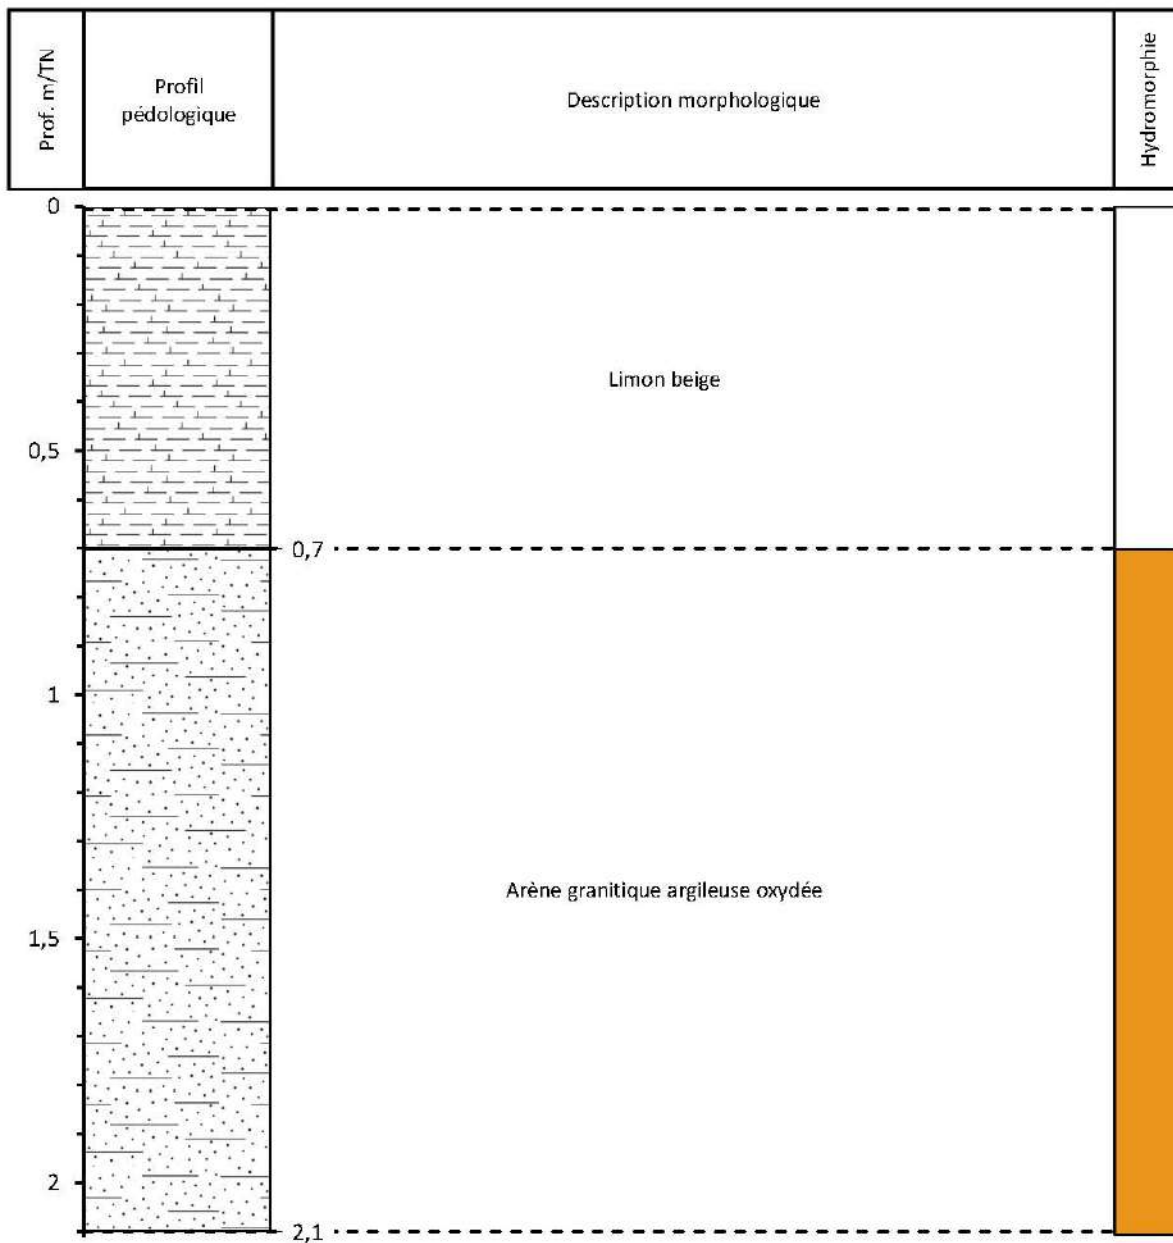 Prof. m/TN
Profil
pédologique
Description morphologique
Hydromorphie
0
Limon beige
0,5
0,7
1
Arène granitique argileuse oxydée
1,5
2
2,1